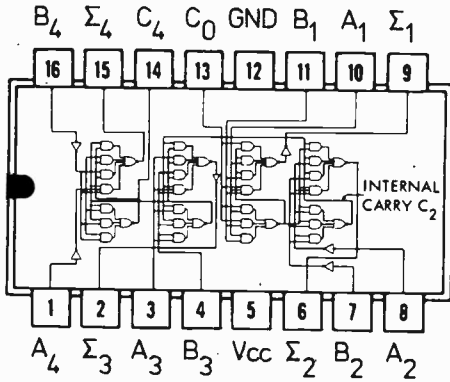 B4 Σ4 C4 C0 GND B1 A1 Σ1
16 15 14 13 12 11 10 9
INTERNAL
CARRY C2
1 2 3 4 5 6 7 8
A4 Σ3 A3 B3 Vcc Σ2 B2 A2